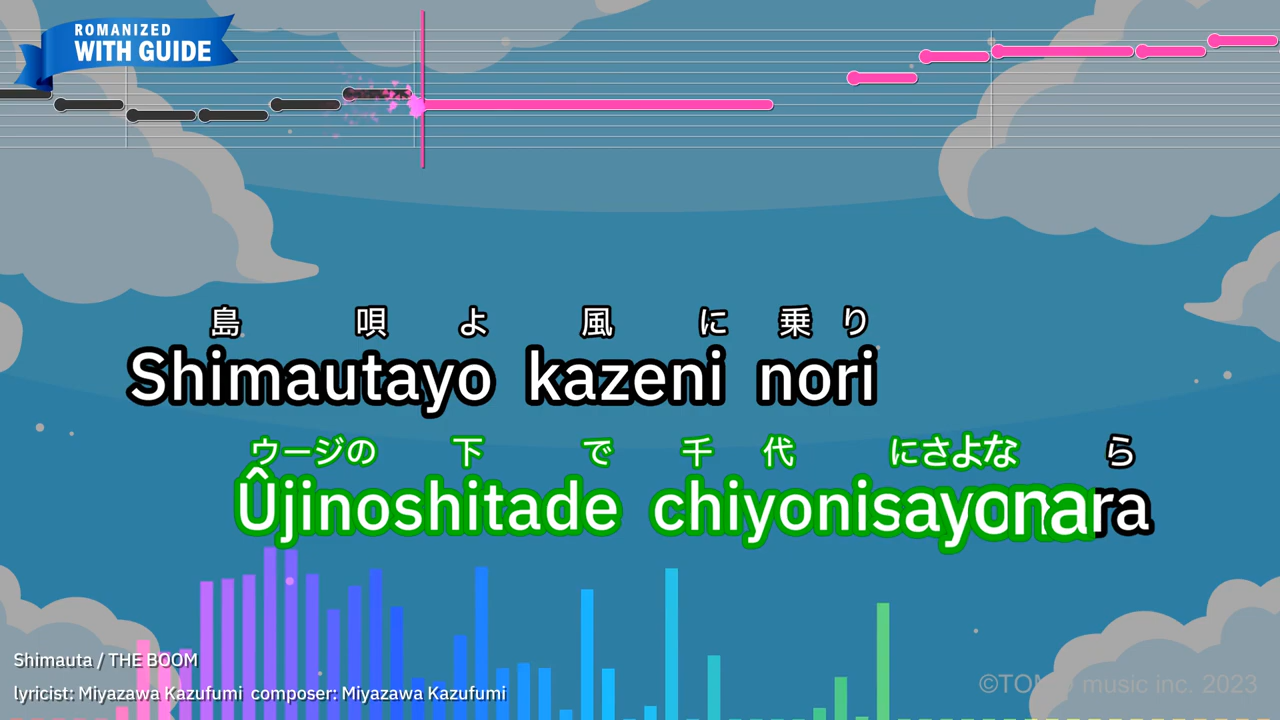 ROMANIZED
WITH GUIDE
島 唄 よ 風 に 乗 り
Shimautayo kazeni nori
ウージの 下 で 千 代 にさよな ら
Ûjinoshitade chiyonisayonara
Shimauta / THE BOOM
lyricist: Miyazawa Kazufumi composer: Miyazawa Kazufumi
music inc. 2023